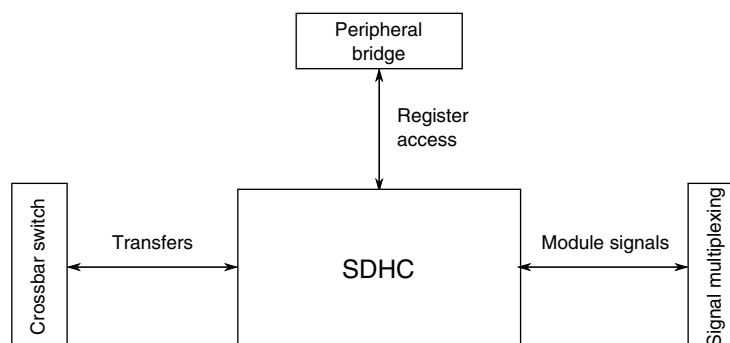 Peripheral
bridge
Register
access
Crossbar switch
Transfers
SDHC
Module signals
Signal multiplexing